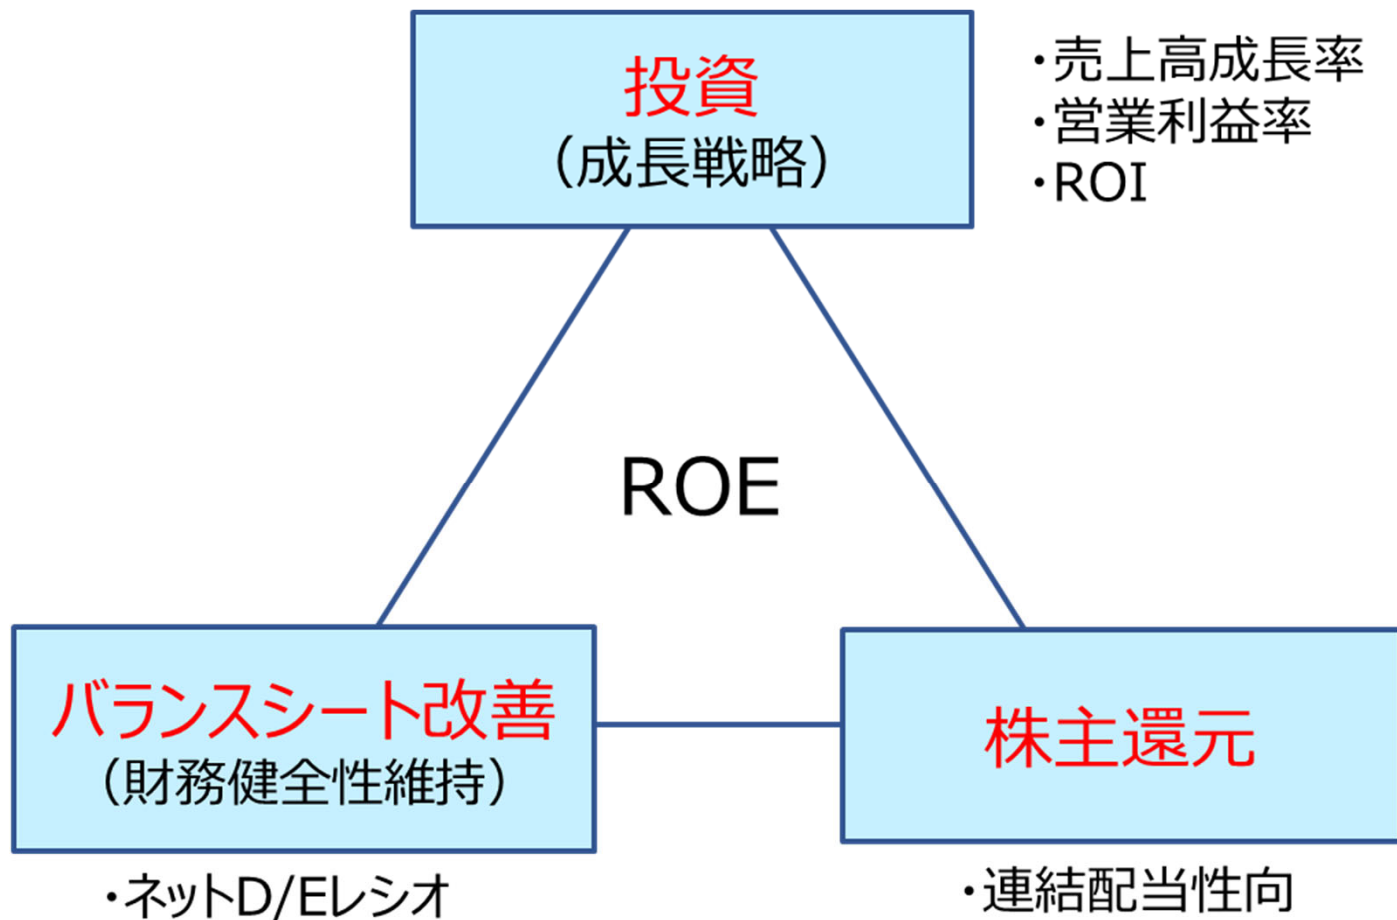 投資
（成長戦略）
・売上高成長率
・営業利益率
・ROI
ROE
バランスシート改善
（財務健全性維持）
・ネットD/Eレシオ
株主還元
・連結配当性向